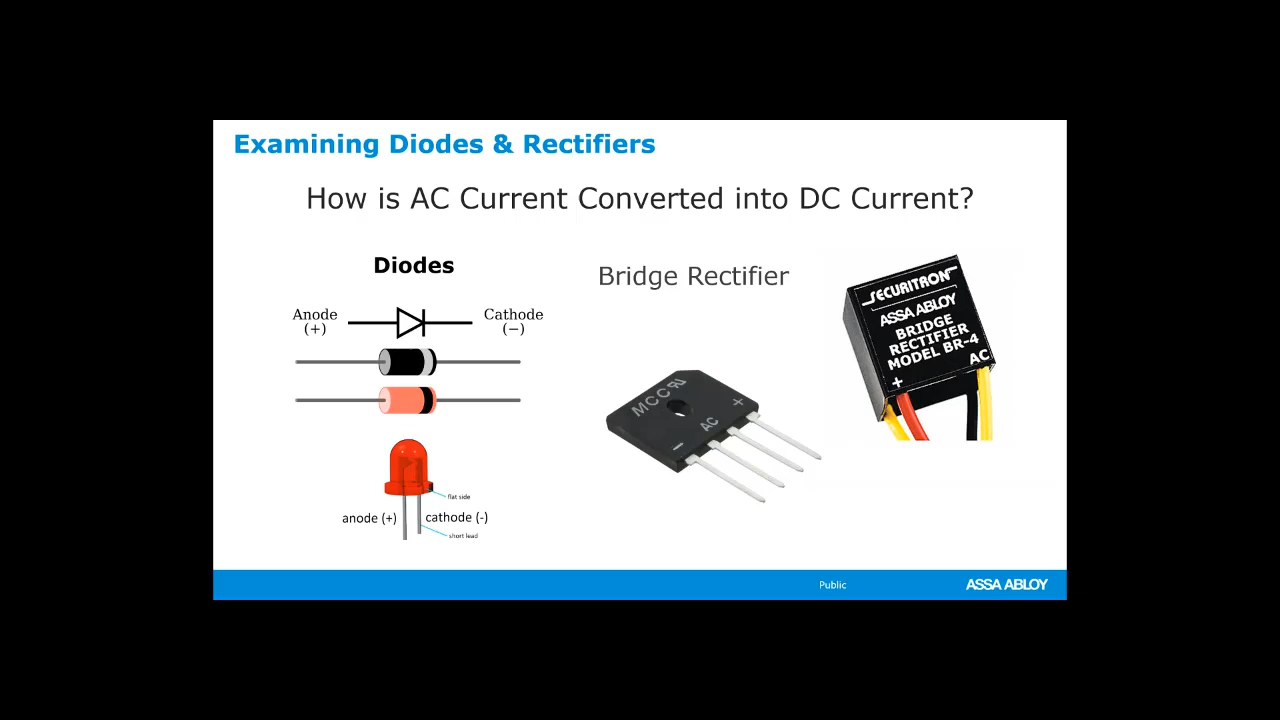 Examining Diodes & Rectifiers
How is AC Current Converted into DC Current?
Diodes
Anode
(+)
Cathode
(−)
flat side
anode (+)
cathode (-)
short lead
Bridge Rectifier
MCC
− AC +
SECURITRON
ASSA ABLOY
BRIDGE
RECTIFIER
MODEL BR-4
+ AC
Public
ASSA ABLOY